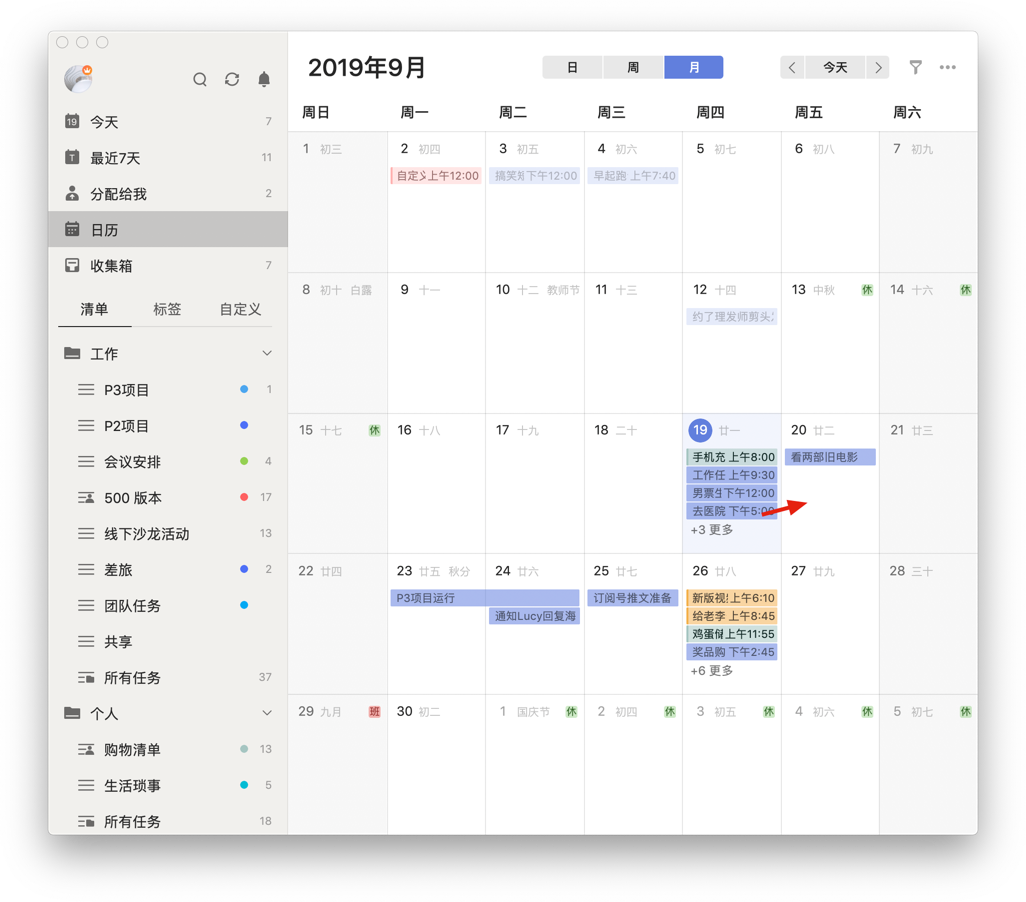 2019年9月
日 周 月
今天
19 今天 7
T 最近7天 11
分配给我 2
日历
收集箱 7
清单 标签 自定义
工作
P3项目 1
P2项目
会议安排 4
500 版本 17
线下沙龙活动 13
差旅 2
团队任务
共享
所有任务 37
个人
购物清单 13
生活琐事 5
所有任务 18
周日 周一 周二 周三 周四 周五 周六
1 初三 2 初四 3 初五 4 初六 5 初七 6 初八 7 初九
自定义上午12:00 搞笑 下午12:00 早起跑 上午7:40
8 初十 白露 9 十一 10 十二 教师节 11 十三 12 十四 13 中秋 休 14 十六 休
约了理发师剪头
15 十七 休 16 十八 17 十九 18 二十 19 廿一 20 廿二 21 廿三
手机充 上午8:00 看两部旧电影
工作任 上午9:30
男票 下午12:00
去医院 下午5:00
+3 更多
22 廿四 23 廿五 秋分 24 廿六 25 廿七 26 廿八 27 廿九 28 三十
P3项目运行 订阅号推文准备 新版视 上午6:10
通知Lucy回复海 给老李 上午8:45
鸡蛋 上午11:55
奖品购 下午2:45
+6 更多
29 九月 班 30 初二 1 国庆节 休 2 初四 休 3 初五 休 4 初六 休 5 初七 休